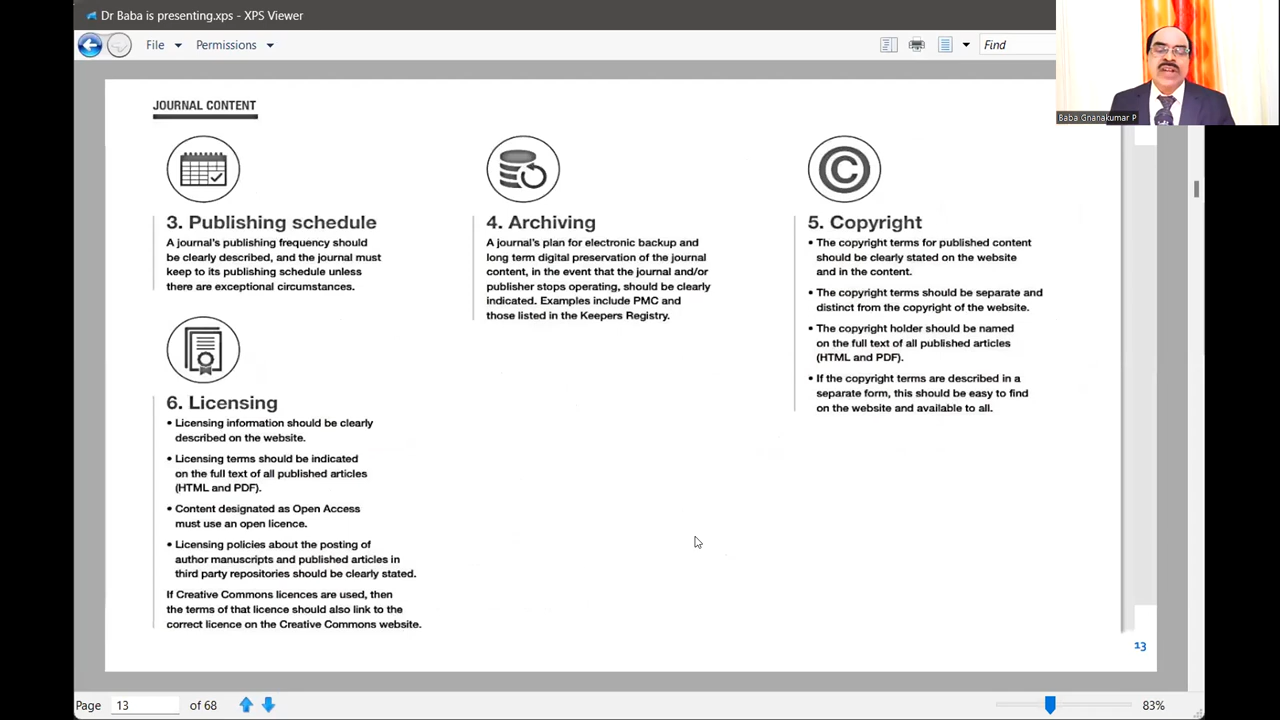 Dr Baba is presenting.xps - XPS Viewer
File
Permissions
Find
Baba Gnanakumar P
JOURNAL CONTENT
3. Publishing schedule
A journal's publishing frequency should
be clearly described, and the journal must
keep to its publishing schedule unless
there are exceptional circumstances.
4. Archiving
A journal's plan for electronic backup and
long term digital preservation of the journal
content, in the event that the journal and/or
publisher stops operating, should be clearly
indicated. Examples include PMC and
those listed in the Keepers Registry.
5. Copyright
• The copyright terms for published content
should be clearly stated on the website
and in the content.
• The copyright terms should be separate and
distinct from the copyright of the website.
• The copyright holder should be named
on the full text of all published articles
(HTML and PDF).
• If the copyright terms are described in a
separate form, this should be easy to find
on the website and available to all.
6. Licensing
• Licensing information should be clearly
described on the website.
• Licensing terms should be indicated
on the full text of all published articles
(HTML and PDF).
• Content designated as Open Access
must use an open licence.
• Licensing policies about the posting of
author manuscripts and published articles in
third party repositories should be clearly stated.
If Creative Commons licences are used, then
the terms of that licence should also link to the
correct licence on the Creative Commons website.
13
Page 13 of 68
83%